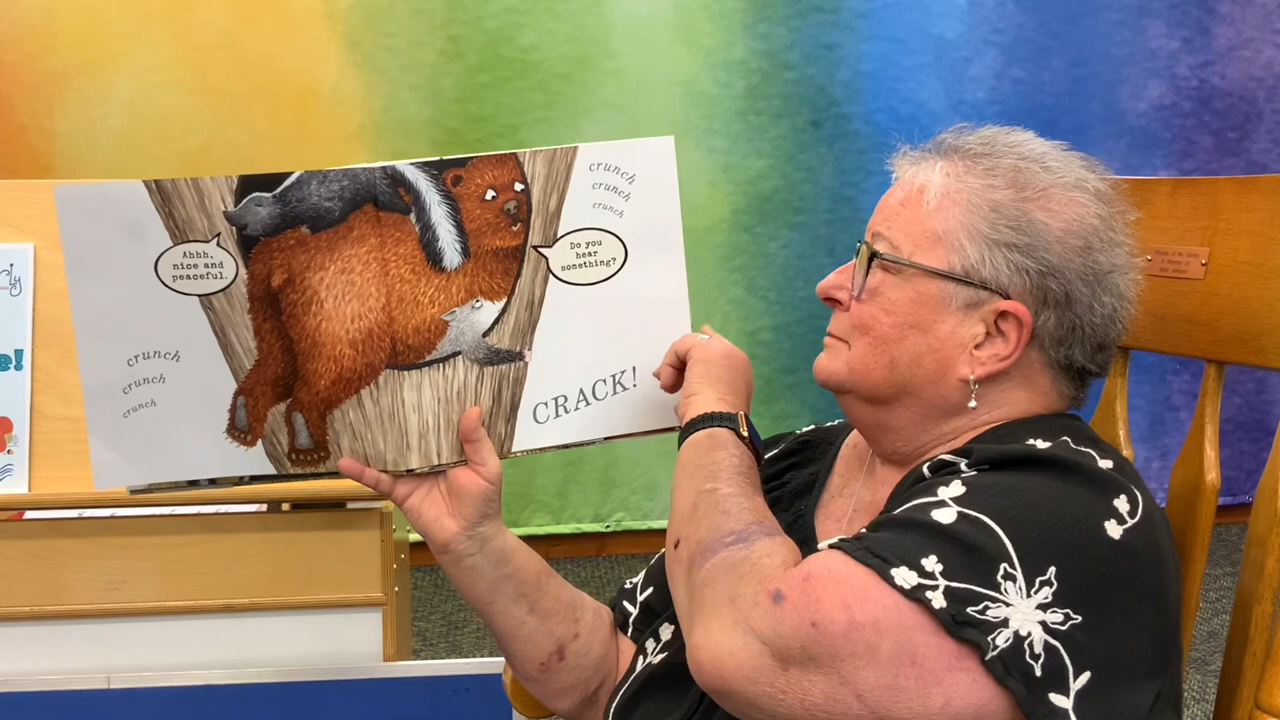 crunch
crunch
crunch
Ahhh,
nice and
peaceful.
Do you
hear
something?
crunch
crunch
crunch
CRACK!
e!